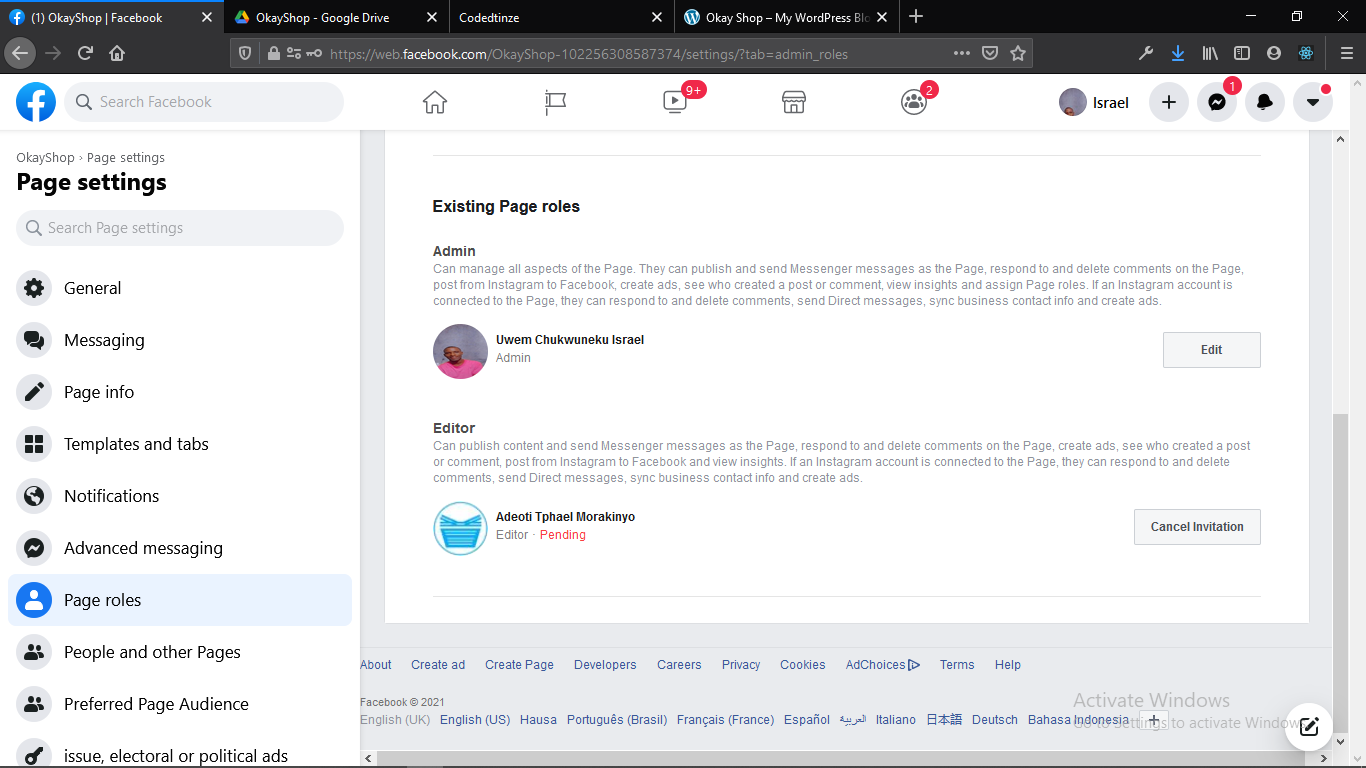 (1) OkayShop | Facebook
OkayShop - Google Drive
Codedtinze
Okay Shop – My WordPress Blo
https://web.facebook.com/OkayShop-102256308587374/settings/?tab=admin_roles
Search Facebook
9+
2
Israel
1
OkayShop › Page settings
Page settings
Search Page settings
General
Messaging
Page info
Templates and tabs
Notifications
Advanced messaging
Page roles
People and other Pages
Preferred Page Audience
issue, electoral or political ads
Existing Page roles
Admin
Can manage all aspects of the Page. They can publish and send Messenger messages as the Page, respond to and delete comments on the Page,
post from Instagram to Facebook, create ads, see who created a post or comment, view insights and assign Page roles. If an Instagram account is
connected to the Page, they can respond to and delete comments, send Direct messages, sync business contact info and create ads.
Uwem Chukwuneku Israel
Admin
Edit
Editor
Can publish content and send Messenger messages as the Page, respond to and delete comments on the Page, create ads, see who created a post
or comment, post from Instagram to Facebook and view insights. If an Instagram account is connected to the Page, they can respond to and delete
comments, send Direct messages, sync business contact info and create ads.
Adeoti Tphael Morakinyo
Editor · Pending
Cancel Invitation
About Create ad Create Page Developers Careers Privacy Cookies AdChoices Terms Help
Facebook © 2021
English (UK) English (US) Hausa Português (Brasil) Français (France) Español العربية Italiano 日本語 Deutsch Bahasa Indonesia
Activate Windows
Go to Settings to activate Windows.